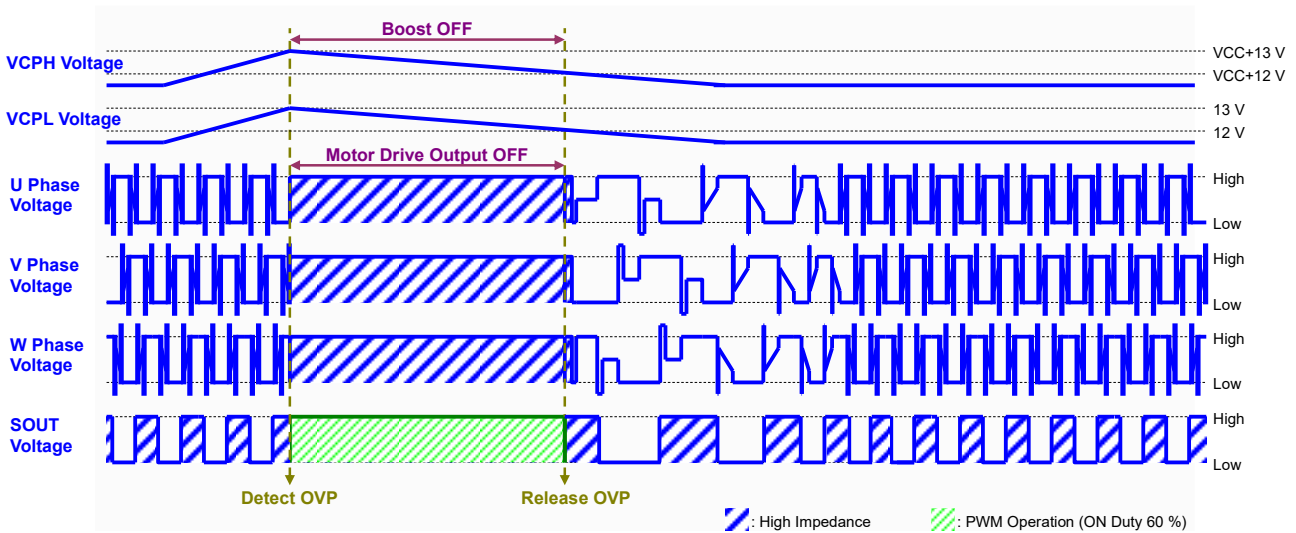 Boost OFF
VCPH Voltage
VCC+13 V
VCC+12 V
VCPL Voltage
13 V
12 V
Motor Drive Output OFF
U Phase
Voltage
High
Low
V Phase
Voltage
High
Low
W Phase
Voltage
High
Low
SOUT
Voltage
High
Low
Detect OVP
Release OVP
: High Impedance
: PWM Operation (ON Duty 60 %)